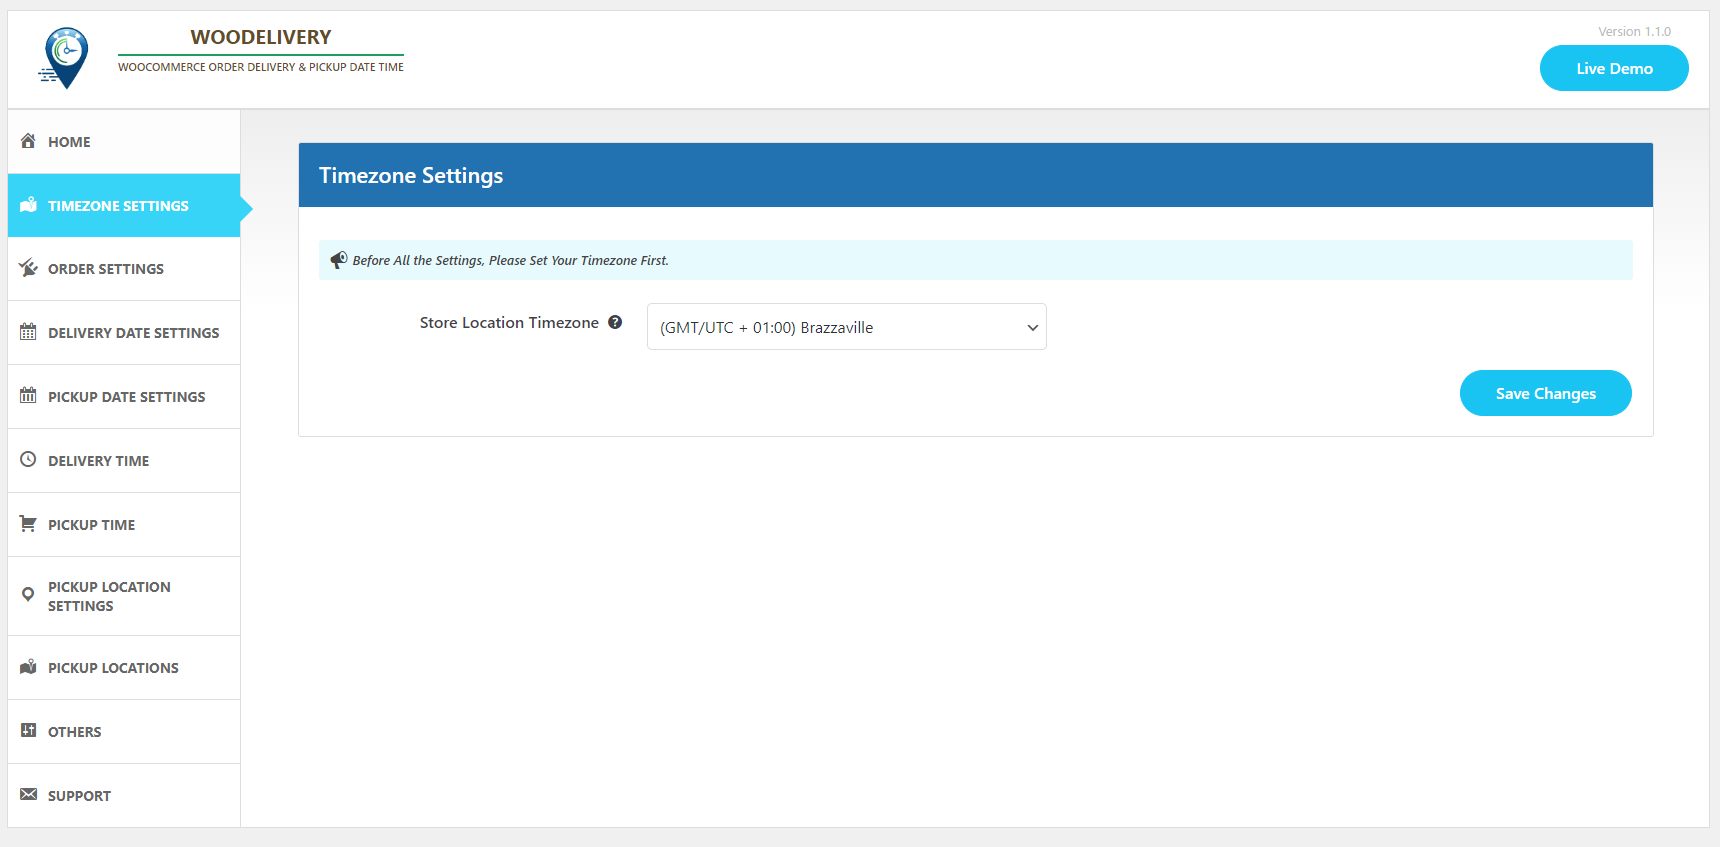 WOODELIVERY
WOOCOMMERCE ORDER DELIVERY & PICKUP DATE TIME
Version 1.1.0
Live Demo
HOME
TIMEZONE SETTINGS
ORDER SETTINGS
DELIVERY DATE SETTINGS
PICKUP DATE SETTINGS
DELIVERY TIME
PICKUP TIME
PICKUP LOCATION
SETTINGS
PICKUP LOCATIONS
OTHERS
SUPPORT
Timezone Settings
Before All the Settings, Please Set Your Timezone First.
Store Location Timezone ?
(GMT/UTC + 01:00) Brazzaville
Save Changes